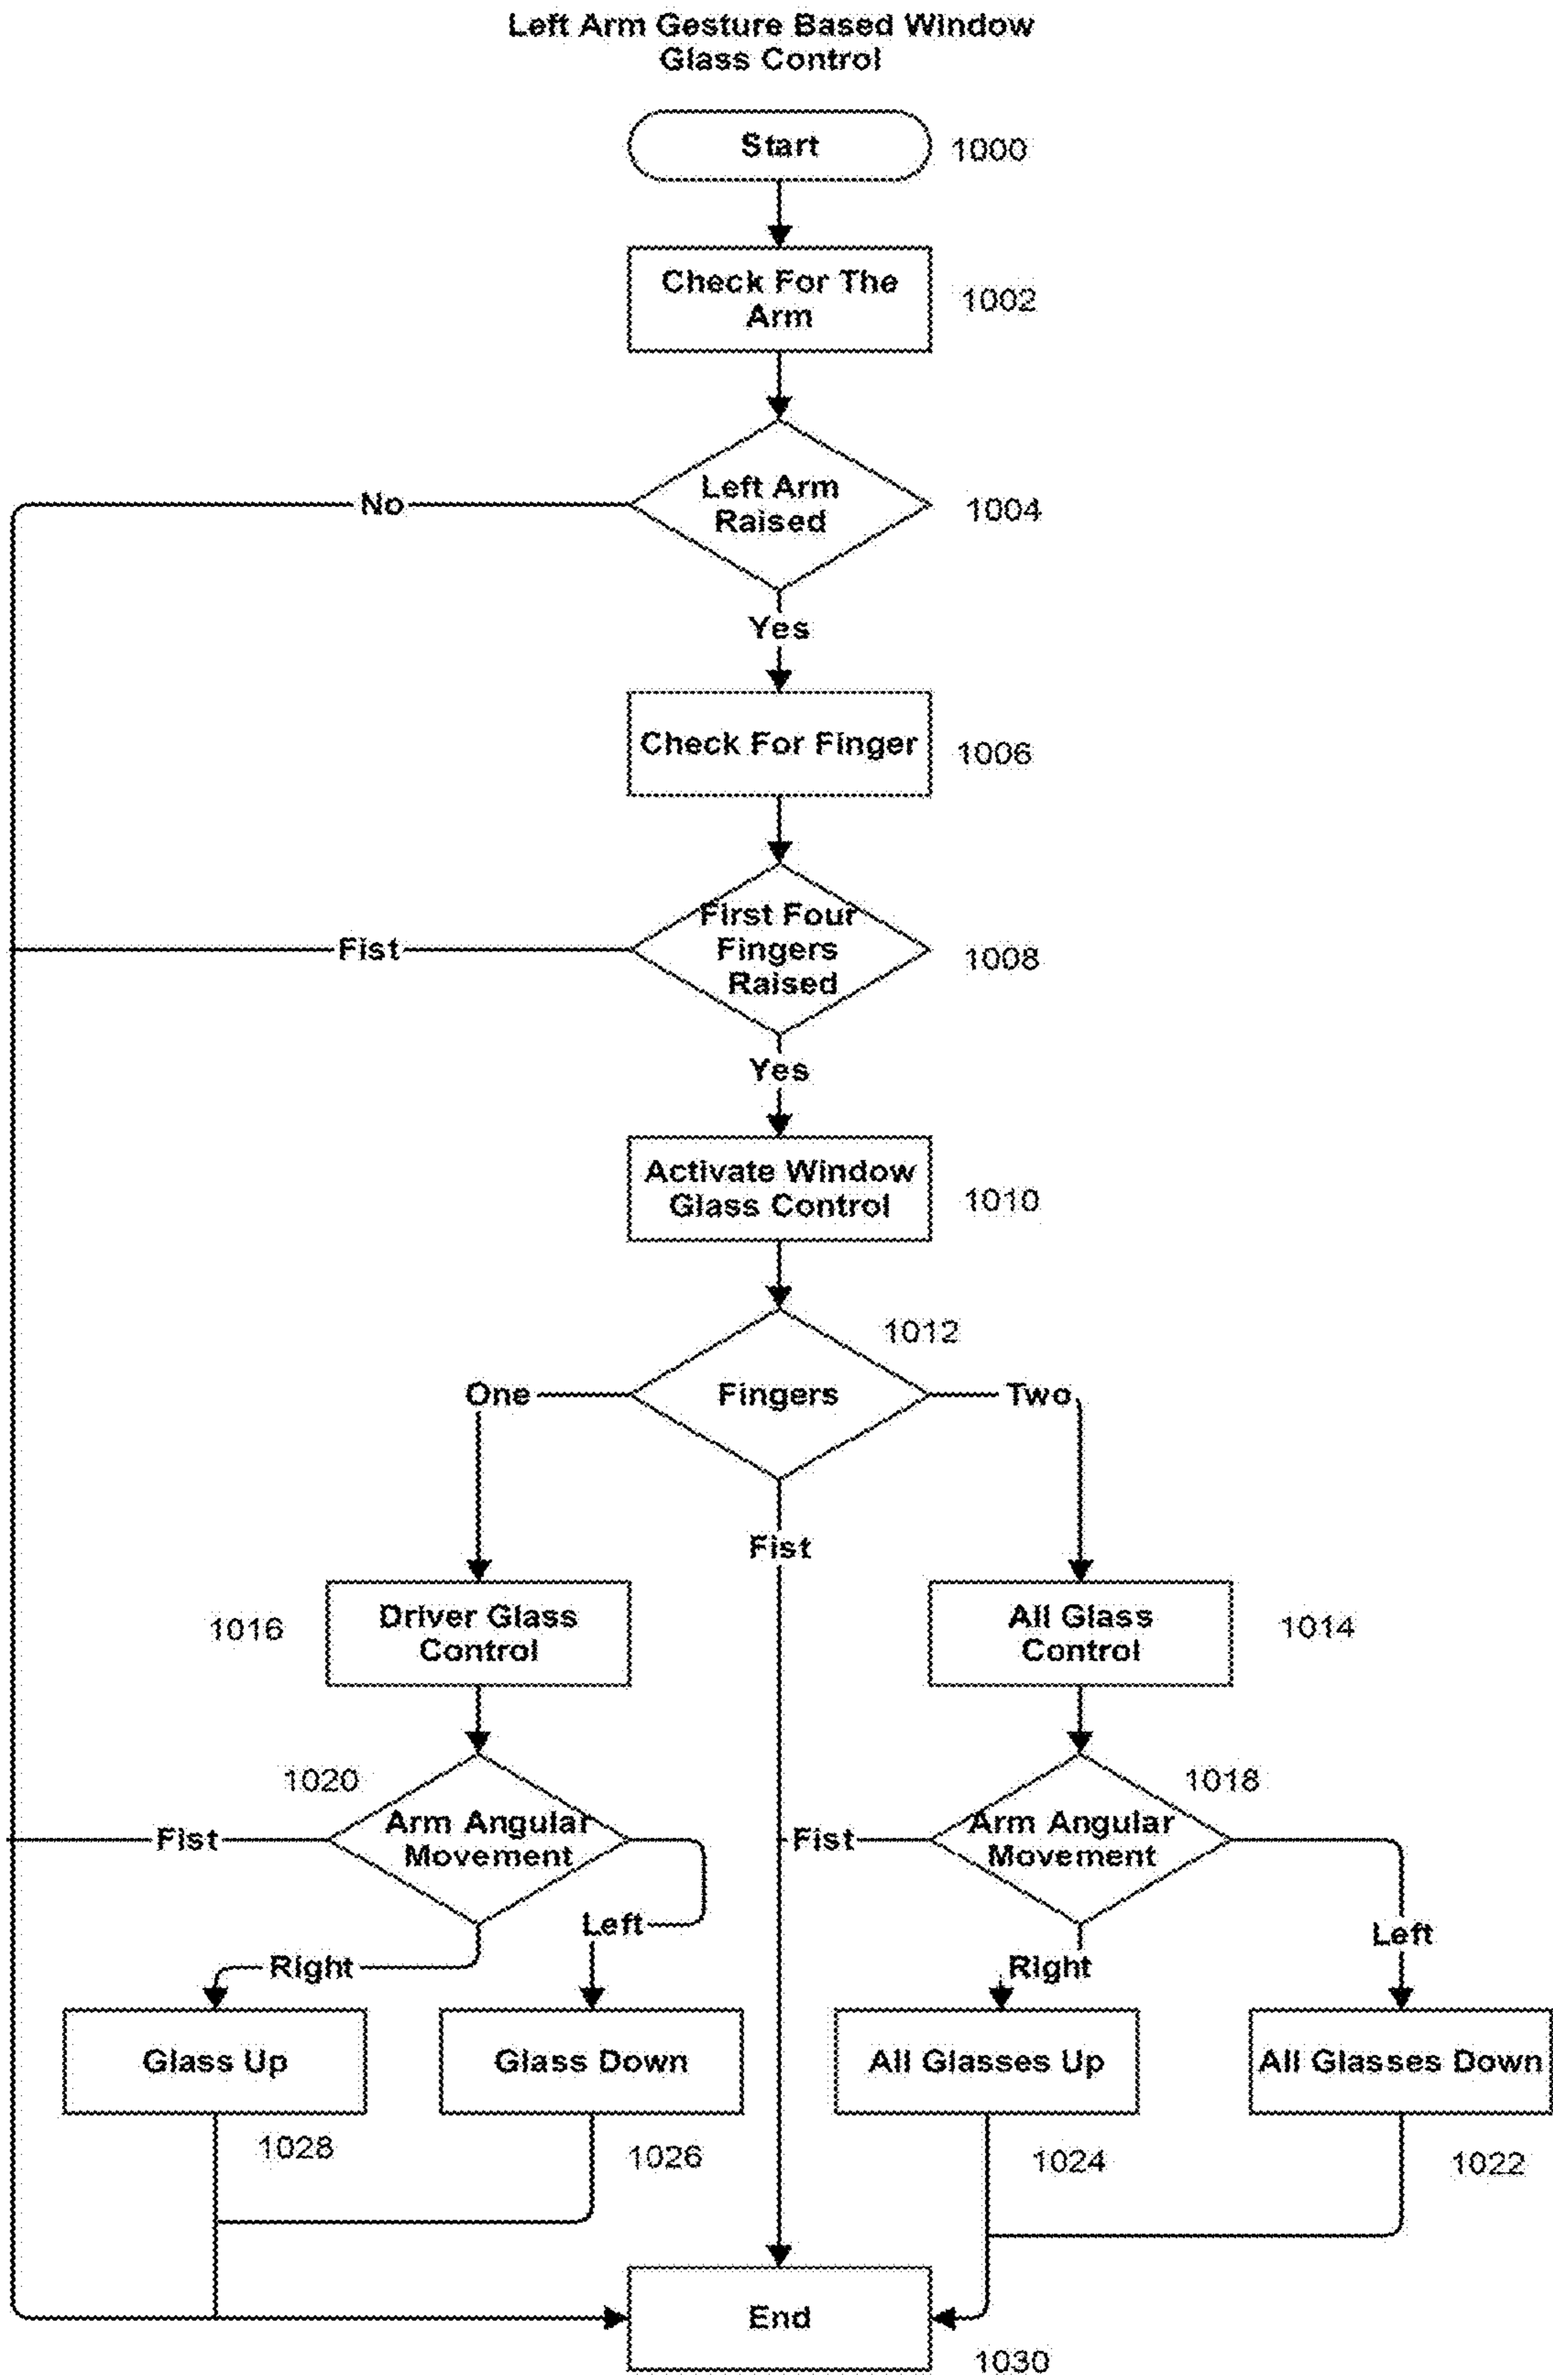 Left Arm Gesture Based Window
Glass Control
Start
1000
Check For The
Arm
1002
Left Arm
Raised
1004
No
Yes
Check For Finger
1006
First Four
Fingers
Raised
1008
Fist
Yes
Activate Window
Glass Control
1010
1012
Fingers
One
Two
Fist
1016
Driver Glass
Control
All Glass
Control
1014
1020
Arm Angular
Movement
Fist
1018
Arm Angular
Movement
Fist
Left
Right
Left
Right
Glass Up
Glass Down
All Glasses Up
All Glasses Down
1028
1026
1024
1022
End
1030